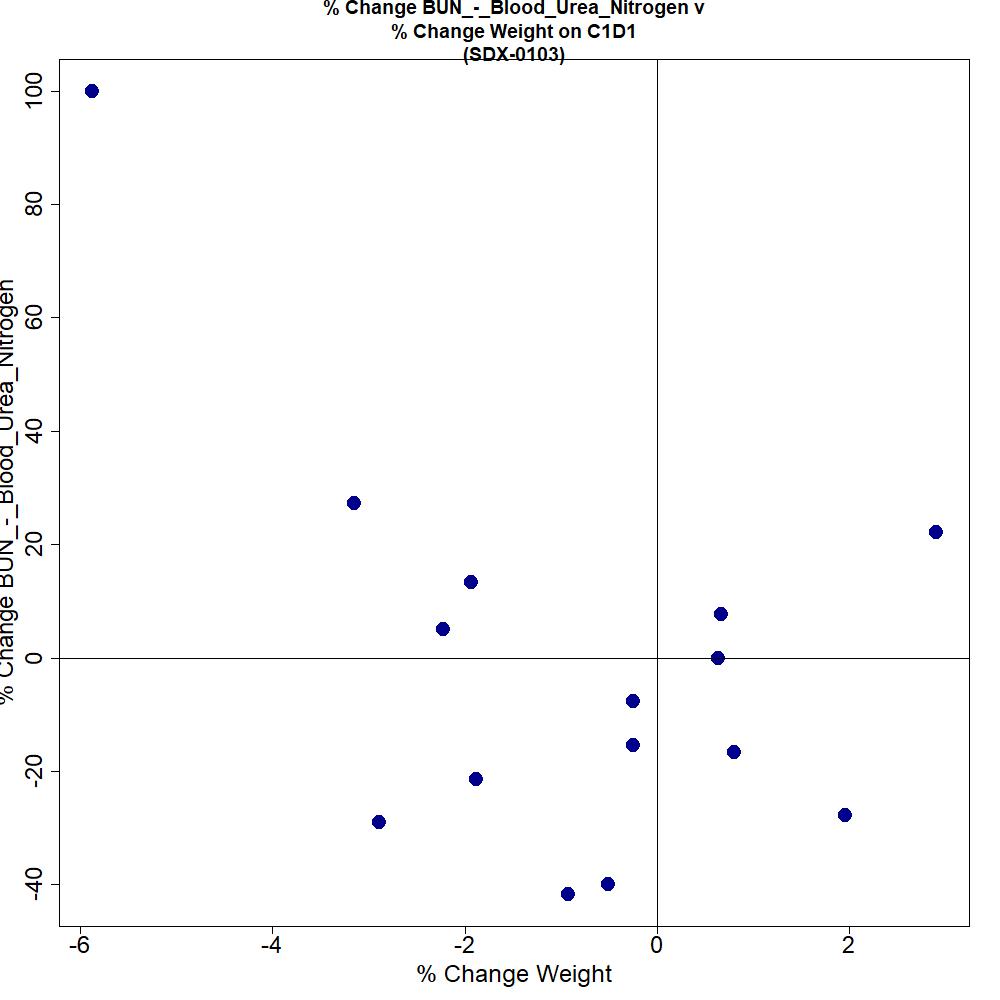 % Change BUN_-_Blood_Urea_Nitrogen v
% Change Weight on C1D1
(SDX-0103)
% Change BUN_-_Blood_Urea_Nitrogen
100
80
60
40
20
0
-20
-40
-6
-4
-2
0
2
% Change Weight